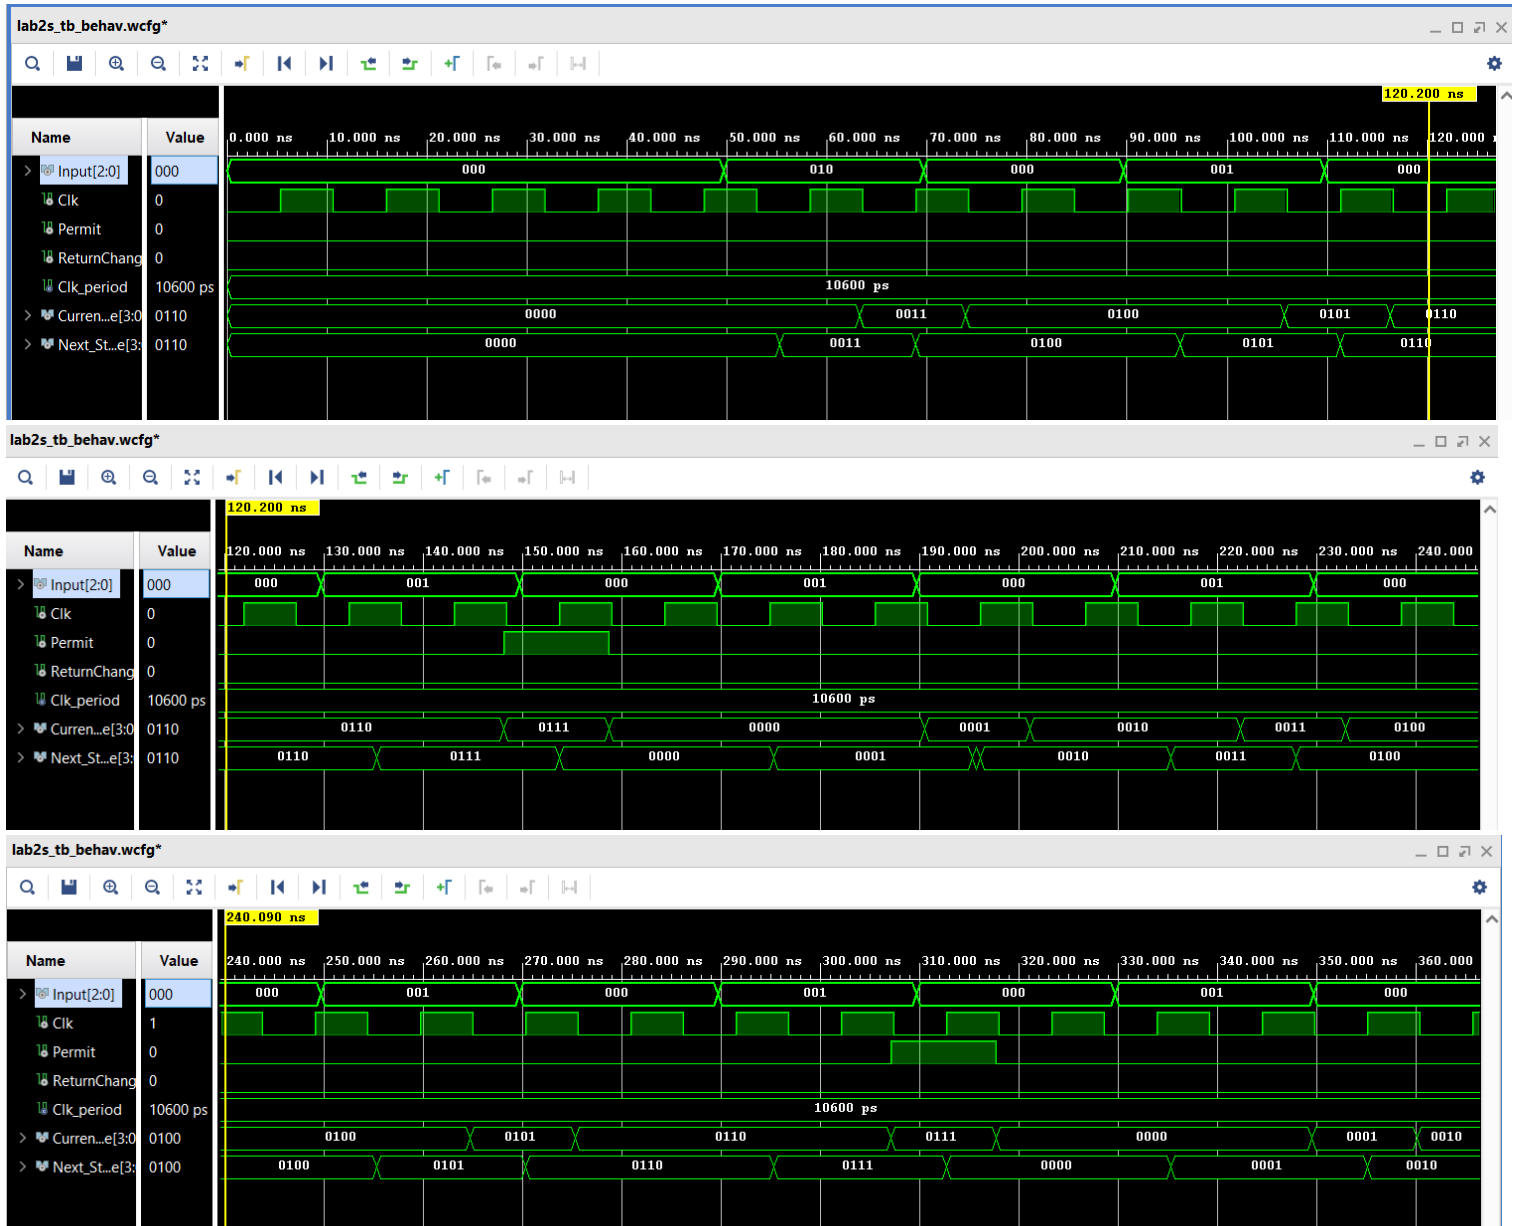 lab2s_tb_behav.wcfg*
120.200 ns
Name Value 0.000 ns 10.000 ns 20.000 ns 30.000 ns 40.000 ns 50.000 ns 60.000 ns 70.000 ns 80.000 ns 90.000 ns 100.000 ns 110.000 ns 120.000
Input[2:0] 000 000 010 000 001 000
Clk 0
Permit 0
ReturnChang 0
Clk_period 10600 ps 10600 ps
Curren...e[3:0 0110 0000 0011 0100 0101 0110
Next_St...e[3: 0110 0000 0011 0100 0101 0110
lab2s_tb_behav.wcfg*
120.200 ns
Name Value 120.000 ns 130.000 ns 140.000 ns 150.000 ns 160.000 ns 170.000 ns 180.000 ns 190.000 ns 200.000 ns 210.000 ns 220.000 ns 230.000 ns 240.000
Input[2:0] 000 000 001 000 001 000 001 000
Clk 0
Permit 0
ReturnChang 0
Clk_period 10600 ps 10600 ps
Curren...e[3:0 0110 0110 0111 0000 0001 0010 0011 0100
Next_St...e[3: 0110 0110 0111 0000 0001 0010 0011 0100
lab2s_tb_behav.wcfg*
240.090 ns
Name Value 240.000 ns 250.000 ns 260.000 ns 270.000 ns 280.000 ns 290.000 ns 300.000 ns 310.000 ns 320.000 ns 330.000 ns 340.000 ns 350.000 ns 360.000
Input[2:0] 000 000 001 000 001 000 001 000
Clk 1
Permit 0
ReturnChang 0
Clk_period 10600 ps 10600 ps
Curren...e[3:0 0100 0100 0101 0110 0111 0000 0001 0010
Next_St...e[3: 0100 0100 0101 0110 0111 0000 0001 0010